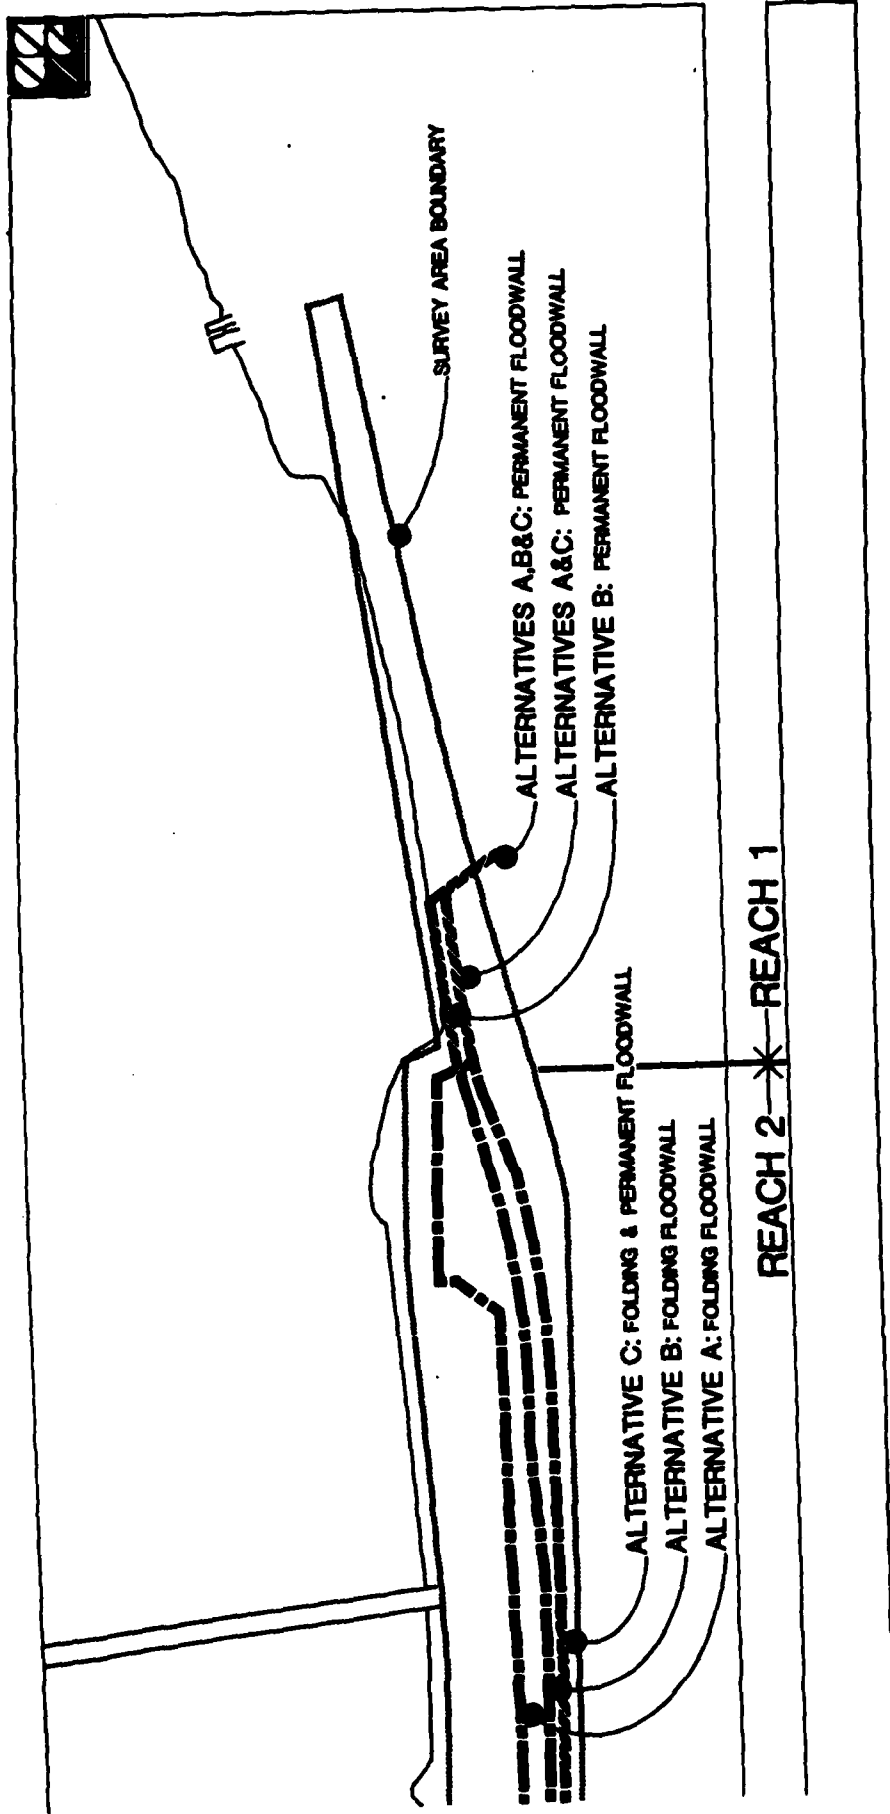 SURVEY AREA BOUNDARY
ALTERNATIVES A,B&C: PERMANENT FLOODWALL
ALTERNATIVES A&C: PERMANENT FLOODWALL
ALTERNATIVE B: PERMANENT FLOODWALL
ALTERNATIVE C: FOLDING & PERMANENT FLOODWALL
ALTERNATIVE B: FOLDING FLOODWALL
ALTERNATIVE A: FOLDING FLOODWALL
REACH 2 REACH 1